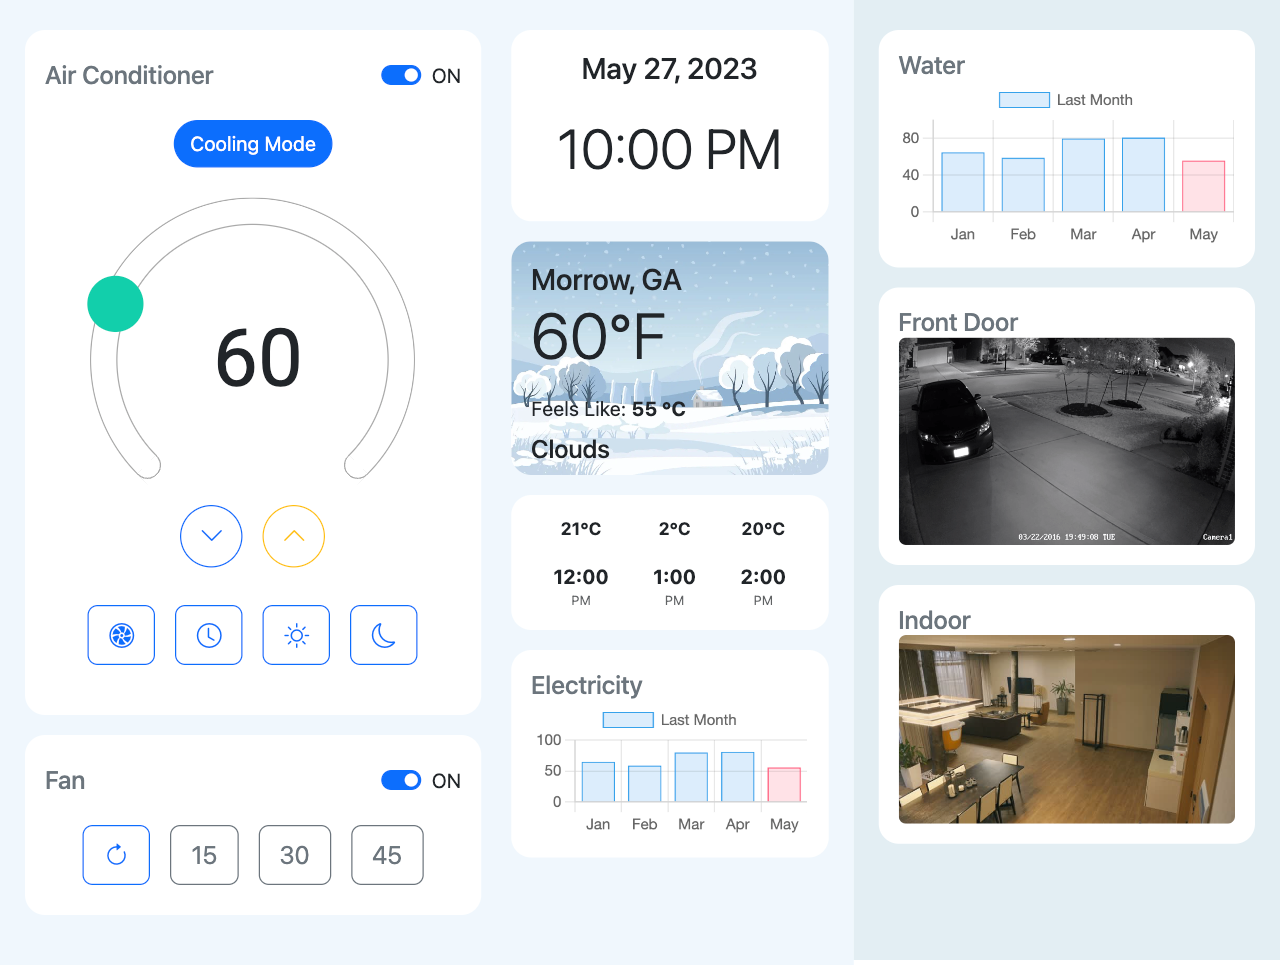 Air Conditioner
ON
Cooling Mode
60
Fan
ON
15 30 45
May 27, 2023
10:00 PM
Morrow, GA
60°F
Feels Like: 55 °C
Clouds
21°C 2°C 20°C
12:00 1:00 2:00
PM PM PM
Electricity
Last Month
100
50
0
Jan Feb Mar Apr May
Water
Last Month
80
40
0
Jan Feb Mar Apr May
Front Door
03/22/2016 19:49:08 TUE
Camera1
Indoor